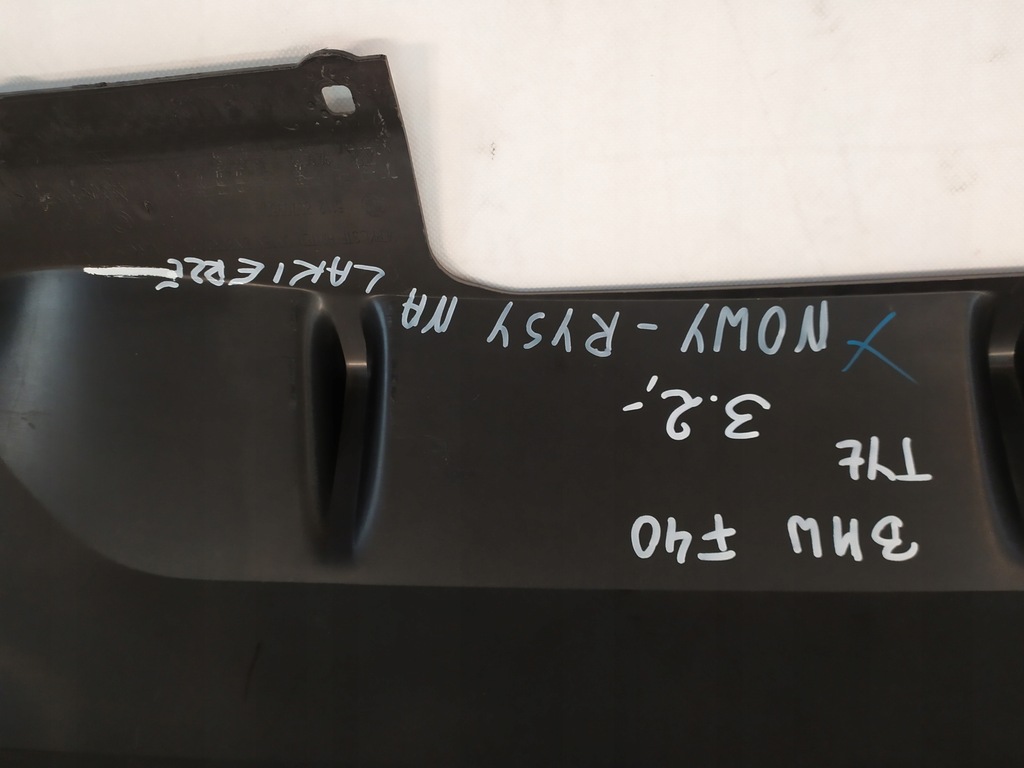 BMW F40
TYŁ
3.2,-
X NOWY - RYSY NA LAKIERZE